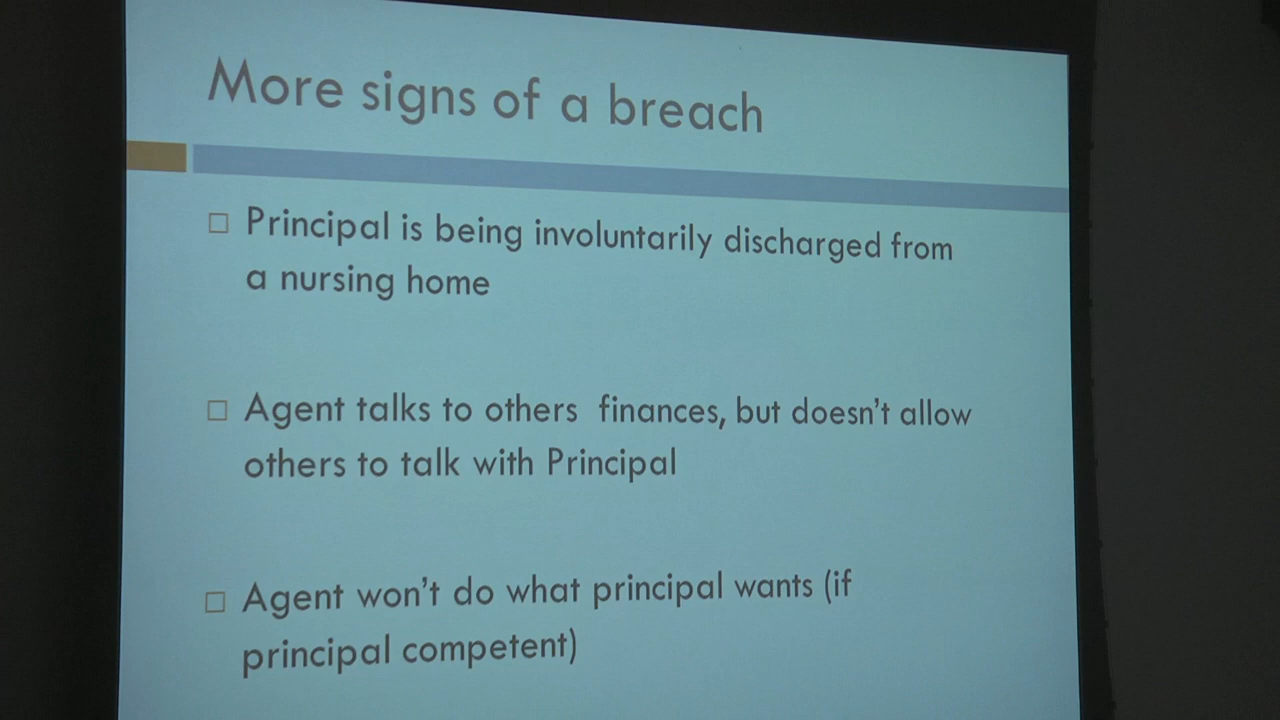 More signs of a breach
Principal is being involuntarily discharged from
a nursing home
Agent talks to others finances, but doesn't allow
others to talk with Principal
Agent won't do what principal wants (if
principal competent)